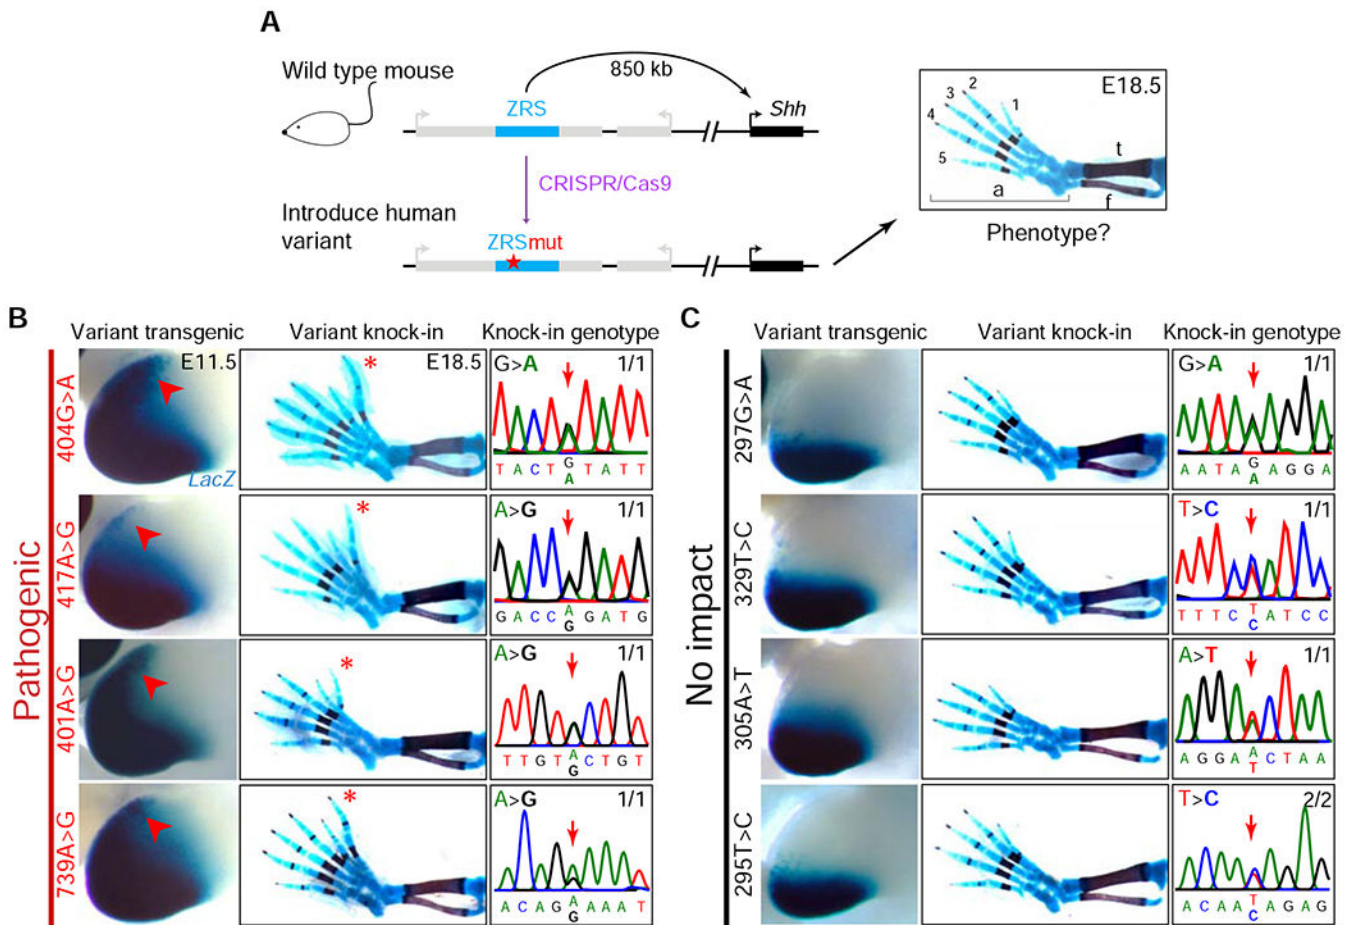 A
Wild type mouse
850 kb
ZRS
Shh
CRISPR/Cas9
Introduce human
variant
ZRSmut
E18.5
1
2
3
4
5
t
a
f
Phenotype?
B
Variant transgenic
Variant knock-in
Knock-in genotype
Pathogenic
404G>A
E11.5
LacZ
*
E18.5
G>A
1/1
T A C T G T A T T
A
417A>G
*
A>G
1/1
G A C C A G A T G
G
401A>G
*
A>G
1/1
T T G T A C T G T
G
739A>G
*
A>G
1/1
A C A G A A A A T
G
C
Variant transgenic
Variant knock-in
Knock-in genotype
No impact
297G>A
G>A
1/1
A A T A G A G G A
A
329T>C
T>C
1/1
T T T C T A T C C
C
305A>T
A>T
1/1
A G G A A C T A A
T
295T>C
T>C
2/2
A C A A T A G A G
C